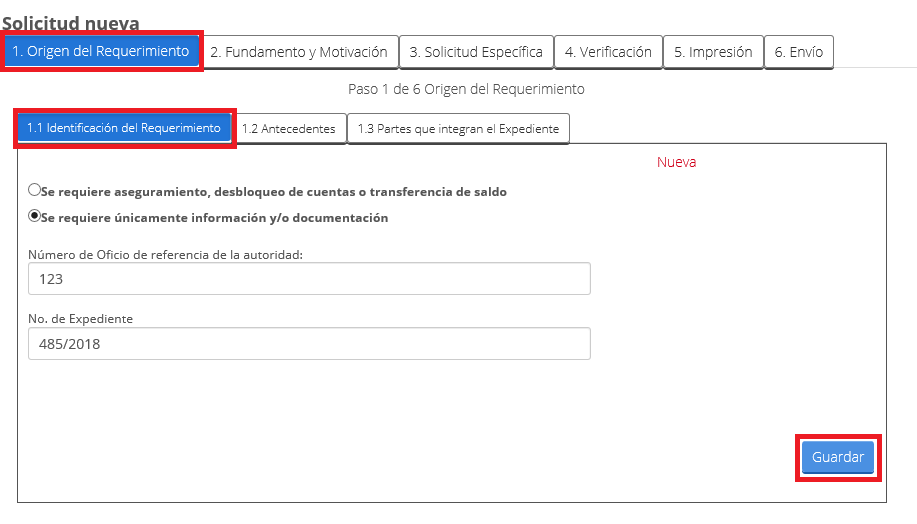 Solicitud nueva
1. Origen del Requerimiento 2. Fundamento y Motivación 3. Solicitud Específica 4. Verificación 5. Impresión 6. Envío
Paso 1 de 6 Origen del Requerimiento
1.1 Identificación del Requerimiento 1.2 Antecedentes 1.3 Partes que integran el Expediente
Nueva
Se requiere aseguramiento, desbloqueo de cuentas o transferencia de saldo
Se requiere únicamente información y/o documentación
Número de Oficio de referencia de la autoridad:
123
No. de Expediente
485/2018
Guardar